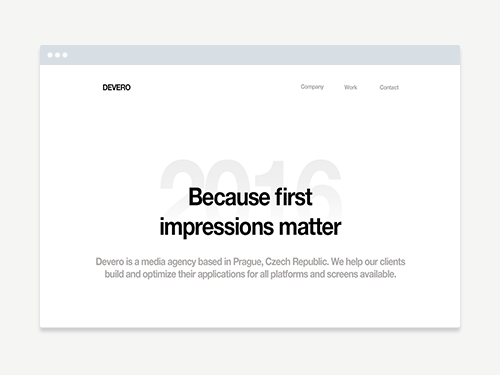 DEVERO
Company Work Contact
2016
Because first
impressions matter
Devero is a media agency based in Prague, Czech Republic. We help our clients
build and optimize their applications for all platforms and screens available.